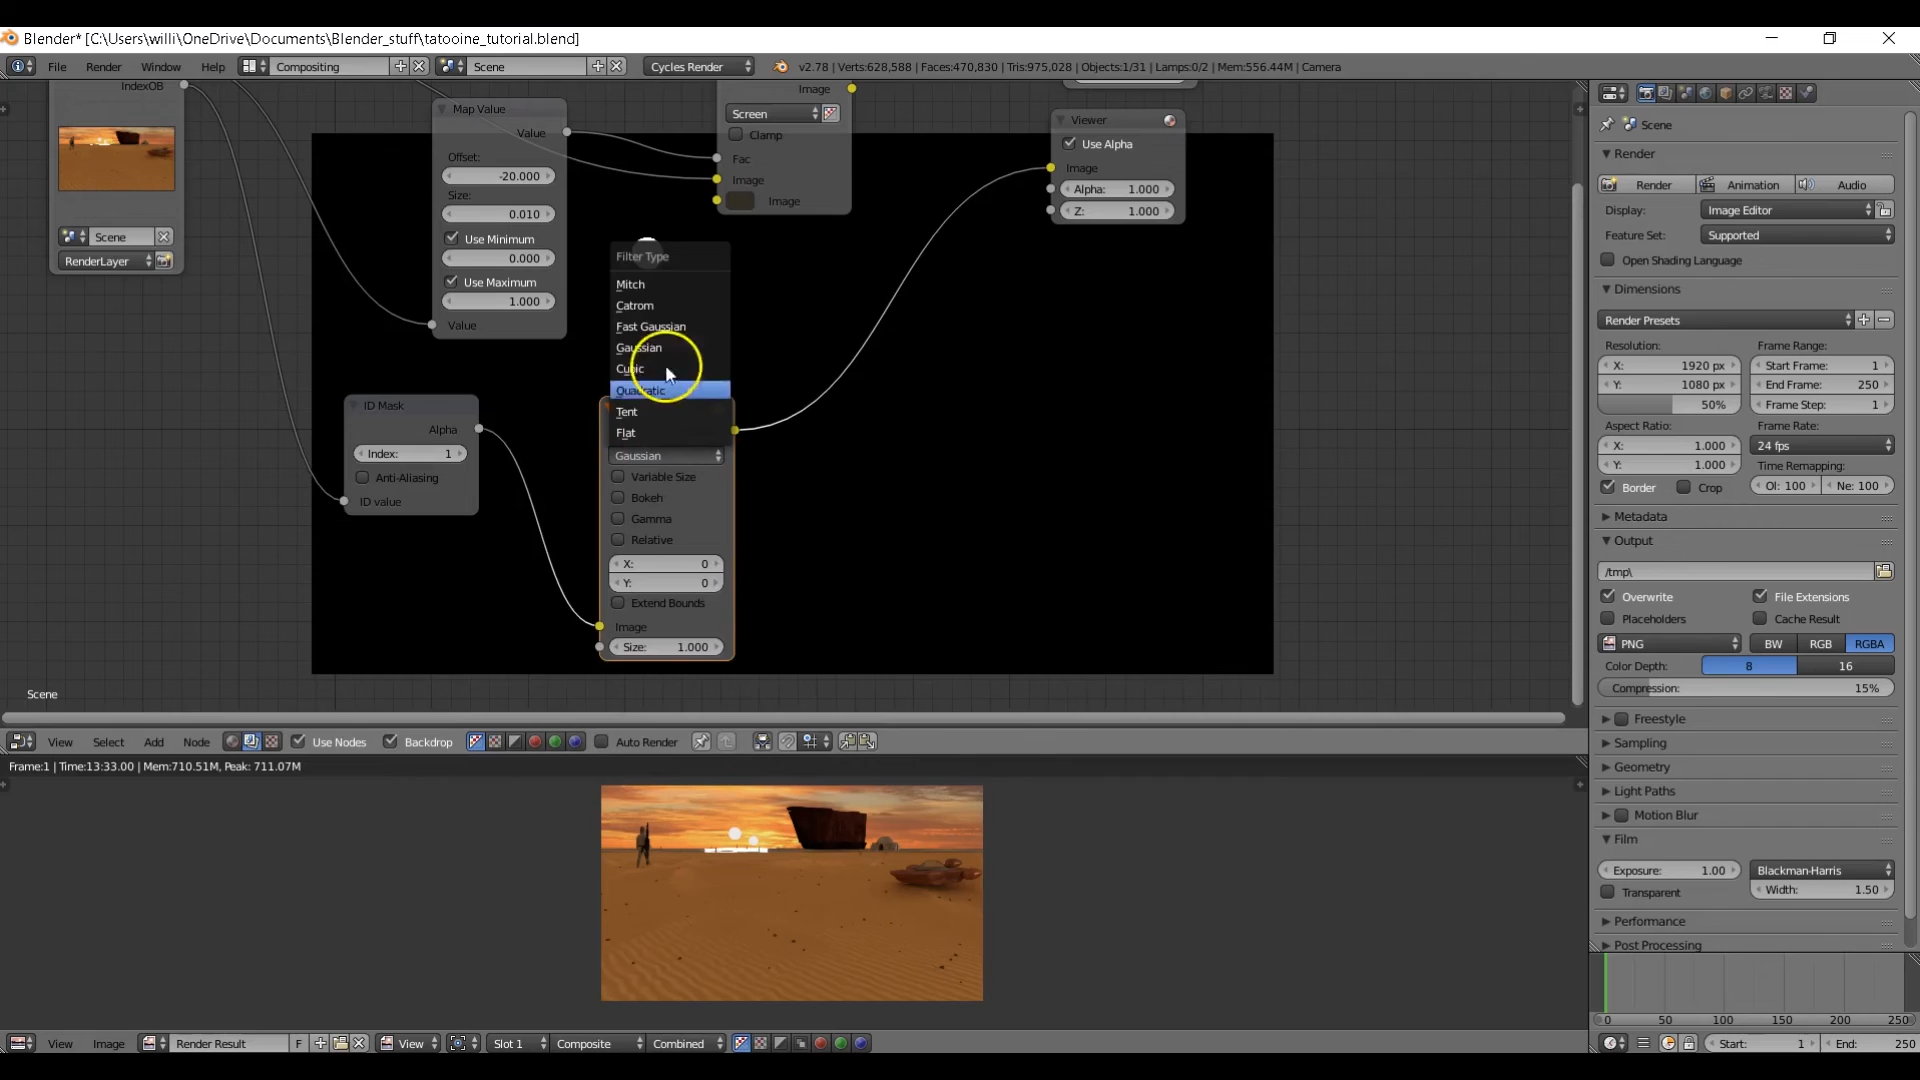 Blender* [C:\Users\willi\OneDrive\Documents\Blender_stuff\tatooine_tutorial.blend]
File Render Window Help Compositing Scene Cycles Render v2.78 | Verts:628,588 | Faces:470,830 | Tris:975,028 | Objects:1/31 | Lamps:0/2 | Mem:556.44M | Camera
IndexOB
Scene
RenderLayer
Map Value
Value
Offset:
-20.000
Size:
0.010
Use Minimum
0.000
Use Maximum
1.000
Value
Image
Screen
Clamp
Fac
Image
Image
Viewer
Use Alpha
Image
Alpha: 1.000
Z: 1.000
ID Mask
Alpha
Index: 1
Anti-Aliasing
ID value
Filter Type
Mitch
Catrom
Fast Gaussian
Gaussian
Cubic
Quadratic
Tent
Flat
Gaussian
Variable Size
Bokeh
Gamma
Relative
X: 0
Y: 0
Extend Bounds
Image
Size: 1.000
Scene
View Select Add Node Use Nodes Backdrop Auto Render
Frame:1 | Time:13:33.00 | Mem:710.51M, Peak: 711.07M
View Image Render Result F View Slot 1 Composite Combined
Scene
Render
Render Animation Audio
Display: Image Editor
Feature Set: Supported
Open Shading Language
Dimensions
Render Presets
Resolution: Frame Range:
X: 1920 px Start Frame: 1
Y: 1080 px End Frame: 250
50% Frame Step: 1
Aspect Ratio: Frame Rate:
X: 1.000 24 fps
Y: 1.000 Time Remapping:
Border Crop Ol: 100 Ne: 100
Metadata
Output
/tmp\
Overwrite File Extensions
Placeholders Cache Result
PNG BW RGB RGBA
Color Depth: 8 16
Compression: 15%
Freestyle
Sampling
Geometry
Light Paths
Motion Blur
Film
Exposure: 1.00 Blackman-Harris
Transparent Width: 1.50
Performance
Post Processing
0 50 100 150 200 250
Start: 1 End: 250